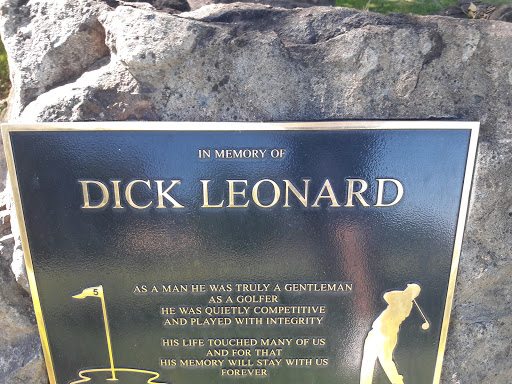 IN MEMORY OF
DICK LEONARD
AS A MAN HE WAS TRULY A GENTLEMAN
AS A GOLFER
HE WAS QUIETLY COMPETITIVE
AND PLAYED WITH INTEGRITY
HIS LIFE TOUCHED MANY OF US
AND FOR THAT
HIS MEMORY WILL STAY WITH US
FOREVER
5